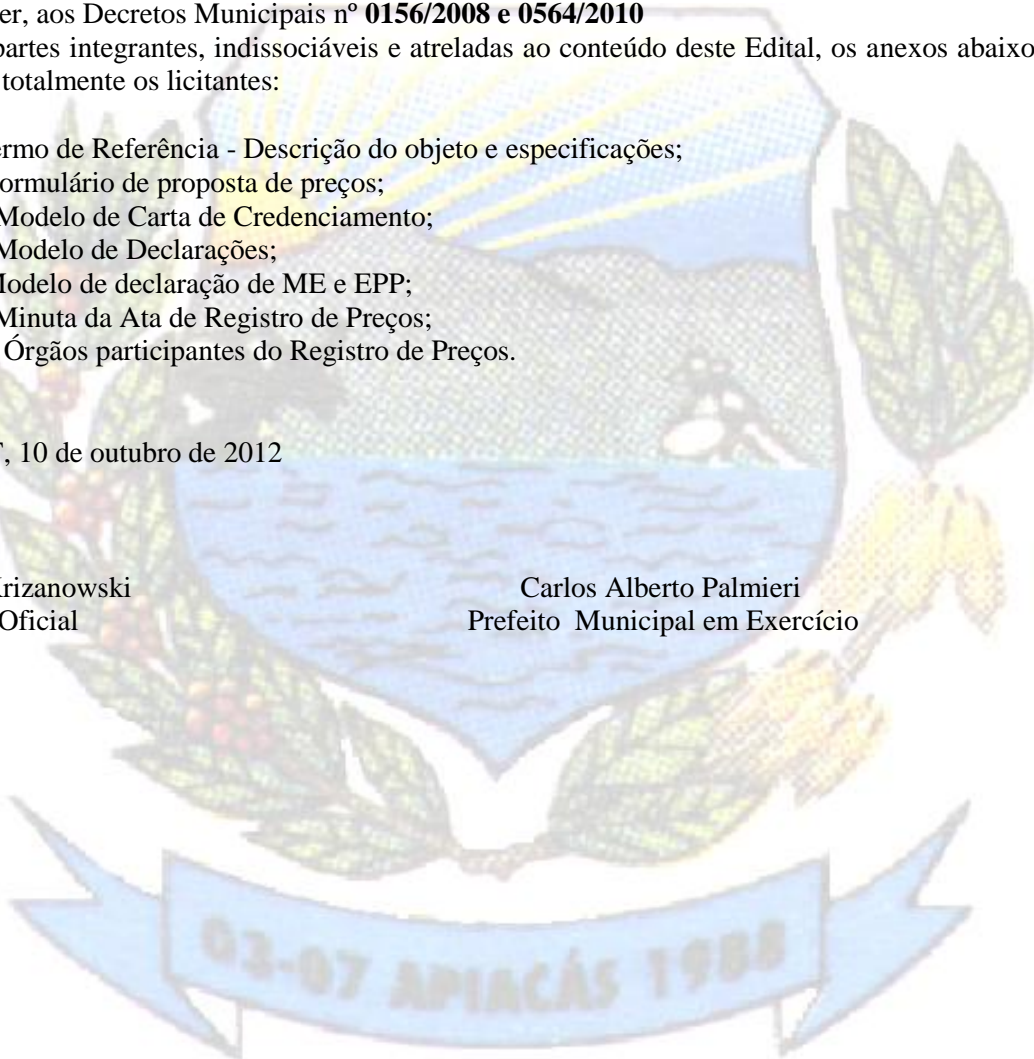 er, aos Decretos Municipais nº 0156/2008 e 0564/2010
partes integrantes, indissociáveis e atreladas ao conteúdo deste Edital, os anexos abaixo
totalmente os licitantes:
ermo de Referência - Descrição do objeto e especificações;
ormulário de proposta de preços;
Modelo de Carta de Credenciamento;
Modelo de Declarações;
Modelo de declaração de ME e EPP;
Minuta da Ata de Registro de Preços;
Órgãos participantes do Registro de Preços.
, 10 de outubro de 2012
Krizanowski Carlos Alberto Palmieri
Oficial Prefeito Municipal em Exercício
03-07 APIACÁS 1988